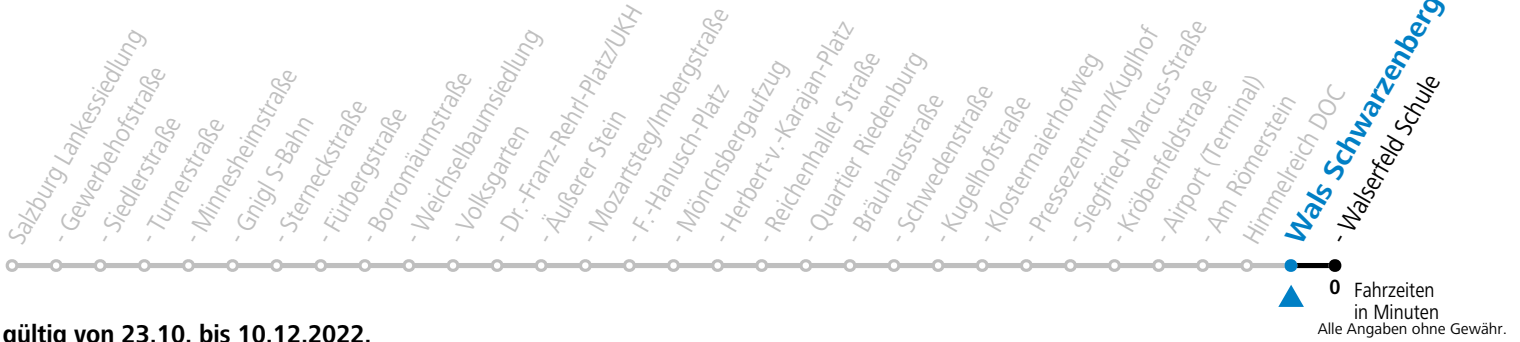 Salzburg Lankessiedlung
- Gewerbehofstraße
- Siedlerstraße
- Turnerstraße
- Minnesheimstraße
- Gnigl S-Bahn
- Sterneckstraße
- Fürbergstraße
- Borromäumstraße
- Weichselbaumsiedlung
- Volksgarten
- Dr.-Franz-Rehrl-Platz/UKH
- Äußerer Stein
- Mozartsteg/Imbergstraße
- F.-Hanusch-Platz
- Mönchsbergaufzug
- Herbert-v.-Karajan-Platz
- Reichenhaller Straße
- Quartier Riedenburg
- Bräuhausstraße
- Schwedenstraße
- Kugelhofstraße
- Klostermaierhofweg
- Pressezentrum/Kuglhof
- Siegfried-Marcus-Straße
- Kröbenfeldstraße
- Airport (Terminal)
- Am Römerstein
Himmelreich DOC
Wals Schwarzenberg
- Walserfeld Schule
0 Fahrzeiten
in Minuten
Alle Angaben ohne Gewähr.
gültig von 23.10. bis 10.12.2022.